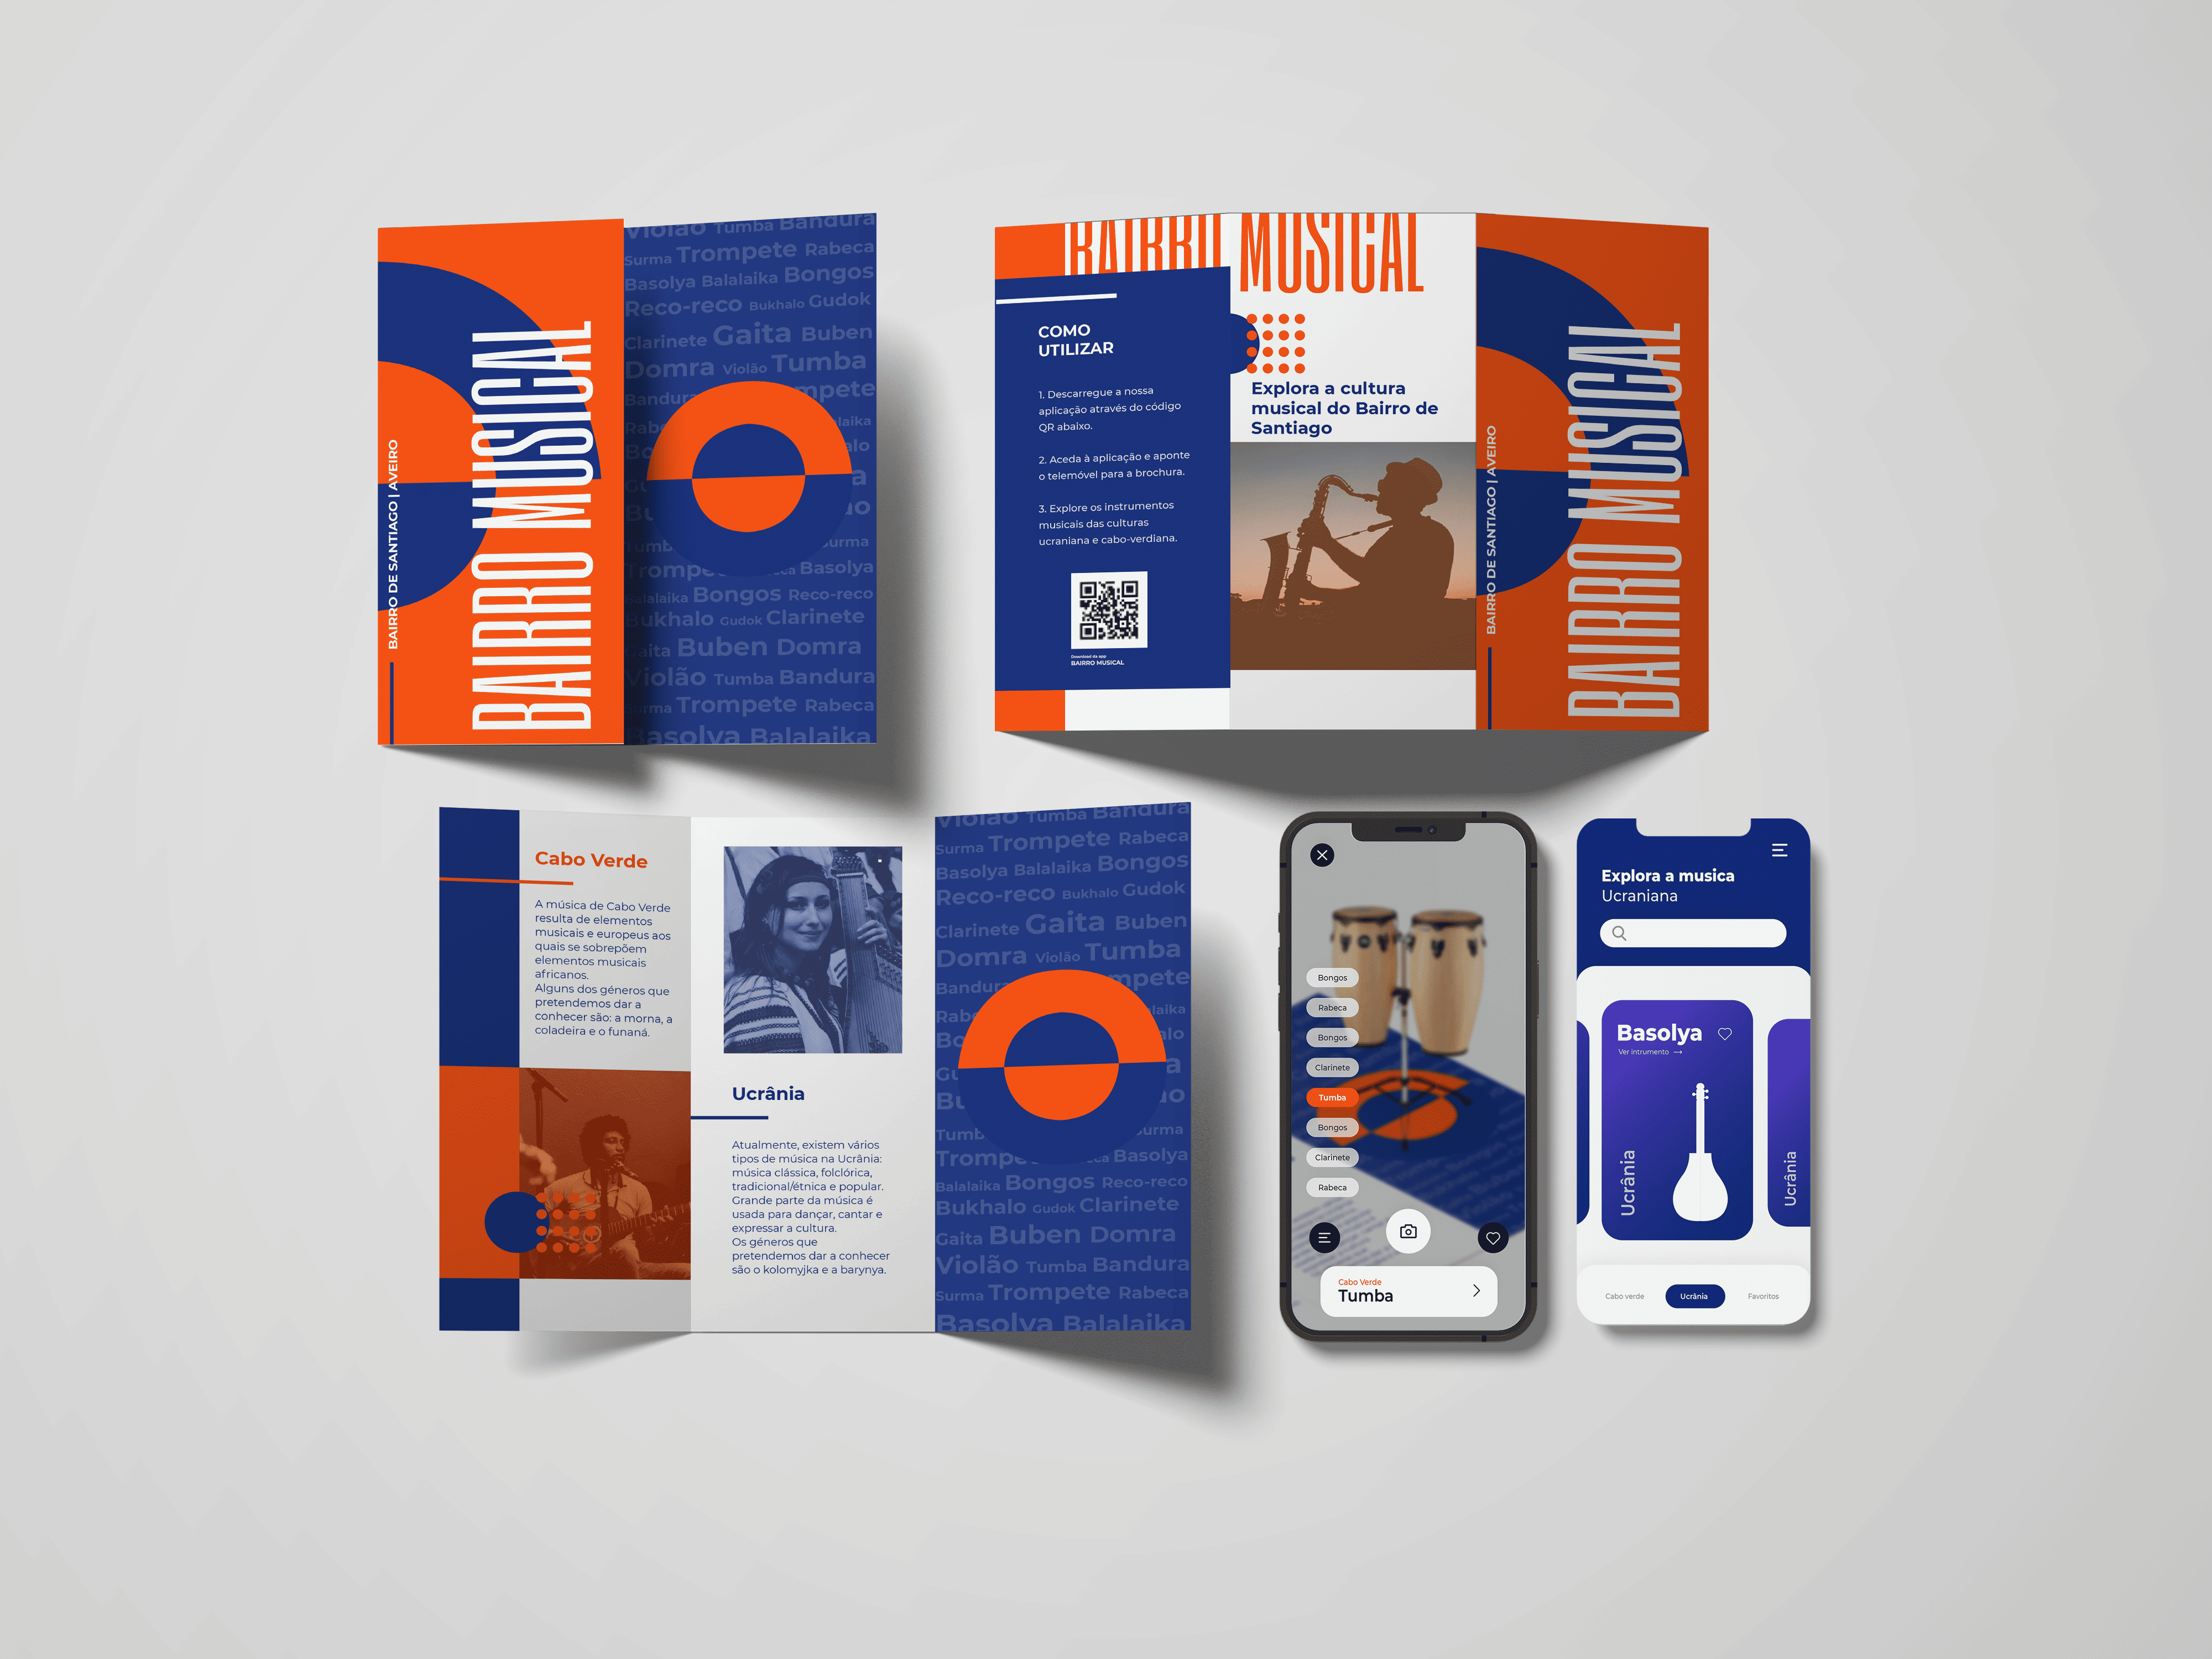 BAIRRO MUSICAL
BAIRRO DE SANTIAGO | AVEIRO
Violão Tumba Bandura
Surma Trompete Rabeca
Basolya Balalaika Bongos
Reco-reco Bukhalo Gudok
Clarinete Gaita Buben
Domra Violão Tumba
Bandura
Basolya
Balalaika Bongos Reco-reco
Bukhalo Gudok Clarinete
Gaita Buben Domra
Violão Tumba Bandura
Surma Trompete Rabeca
Basolya Balalaika
BAIRRO MUSICAL
COMO
UTILIZAR
1. Descarregue a nossa
aplicação através do código
QR abaixo.
2. Aceda à aplicação e aponte
o telemóvel para a brochura.
3. Explore os instrumentos
musicais das culturas
ucraniana e cabo-verdiana.
Download da app
BAIRRO MUSICAL
Explora a cultura
musical do Bairro de
Santiago
BAIRRO DE SANTIAGO | AVEIRO
BAIRRO MUSICAL
Cabo Verde
A música de Cabo Verde
resulta de elementos
musicais e europeus aos
quais se sobrepõem
elementos musicais
africanos.
Alguns dos géneros que
pretendemos dar a
conhecer são: a morna, a
coladeira e o funaná.
Ucrânia
Atualmente, existem vários
tipos de música na Ucrânia:
música clássica, folclórica,
tradicional/étnica e popular.
Grande parte da música é
usada para dançar, cantar e
expressar a cultura.
Os géneros que
pretendemos dar a conhecer
são o kolomyjka e a barynya.
Violão Tumba Bandura
Surma Trompete Rabeca
Basolya Balalaika Bongos
Reco-reco Bukhalo Gudok
Clarinete Gaita Buben
Domra Violão Tumba
Bandura
Basolya
Balalaika Bongos Reco-reco
Bukhalo Gudok Clarinete
Gaita Buben Domra
Violão Tumba Bandura
Surma Trompete Rabeca
Basolya Balalaika
Bongos
Rabeca
Bongos
Clarinete
Tumba
Bongos
Clarinete
Rabeca
Cabo Verde
Tumba
Explora a musica
Ucraniana
Basolya
Ver intrumento →
Ucrânia
Ucrânia
Cabo verde Ucrânia Favoritos